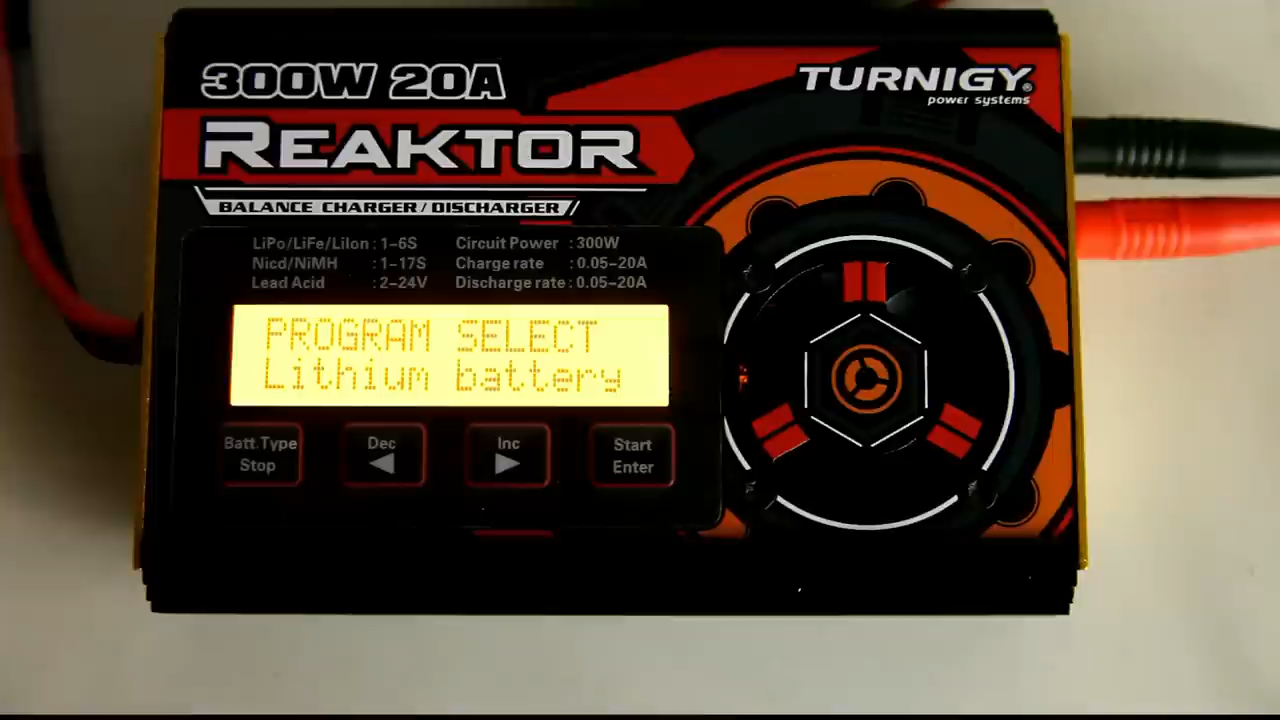 300W 20A
TURNIGY®
power systems
REAKTOR
BALANCE CHARGER/DISCHARGER
LiPo/LiFe/LiIon : 1-6S Circuit Power : 300W
Nicd/NiMH : 1-17S Charge rate : 0.05-20A
Lead Acid : 2-24V Discharge rate : 0.05-20A
PROGRAM SELECT
Lithium battery
Batt.Type Stop
Dec ◀
Inc ▶
Start Enter